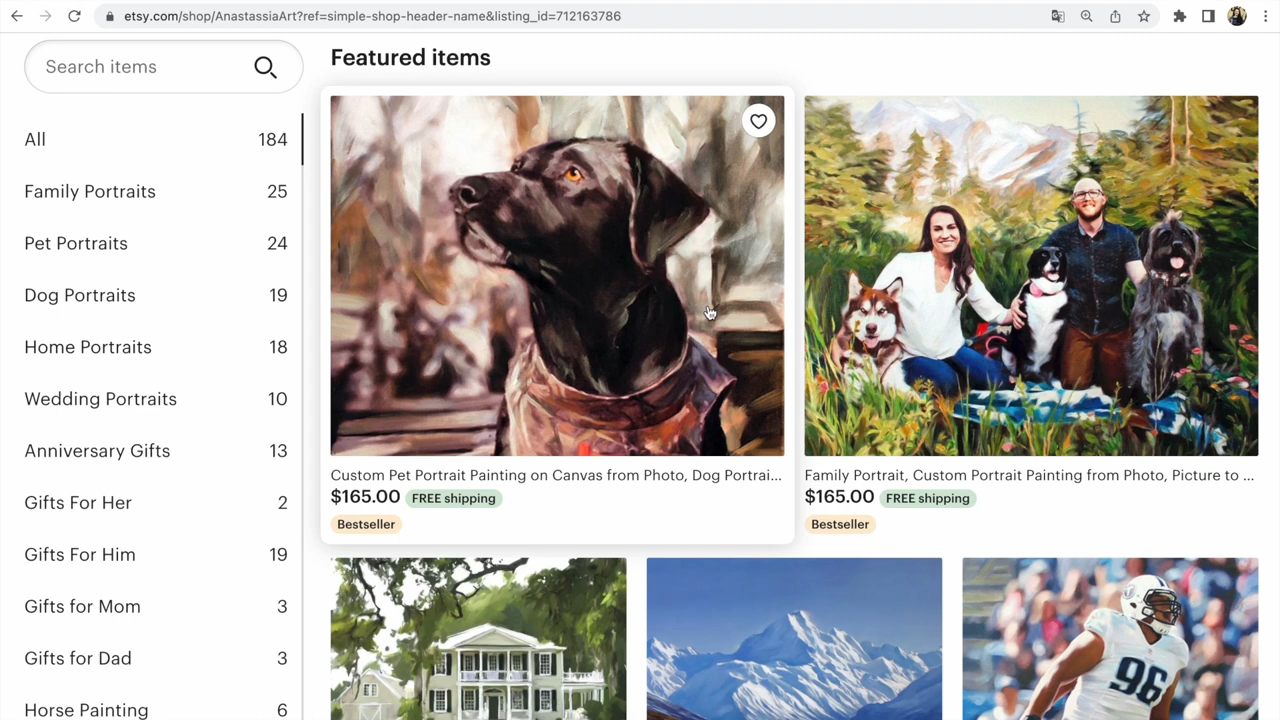 etsy.com/shop/AnastassiaArt?ref=simple-shop-header-name&listing_id=712163786
Search items
All 184
Family Portraits 25
Pet Portraits 24
Dog Portraits 19
Home Portraits 18
Wedding Portraits 10
Anniversary Gifts 13
Gifts For Her 2
Gifts For Him 19
Gifts for Mom 3
Gifts for Dad 3
Horse Painting 6
Featured items
Custom Pet Portrait Painting on Canvas from Photo, Dog Portrai...
$165.00 FREE shipping
Bestseller
Family Portrait, Custom Portrait Painting from Photo, Picture to ...
$165.00 FREE shipping
Bestseller
96